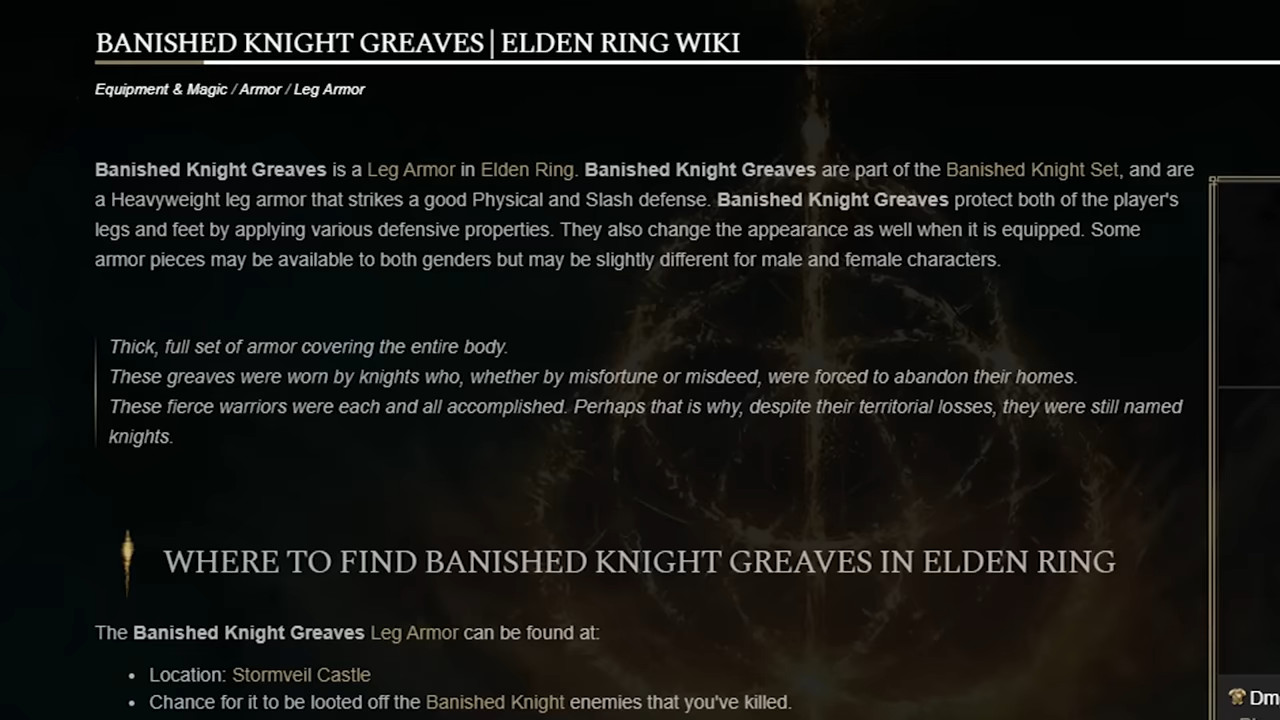 BANISHED KNIGHT GREAVES | ELDEN RING WIKI
Equipment & Magic / Armor / Leg Armor
Banished Knight Greaves is a Leg Armor in Elden Ring. Banished Knight Greaves are part of the Banished Knight Set, and are
a Heavyweight leg armor that strikes a good Physical and Slash defense. Banished Knight Greaves protect both of the player's
legs and feet by applying various defensive properties. They also change the appearance as well when it is equipped. Some
armor pieces may be available to both genders but may be slightly different for male and female characters.
Thick, full set of armor covering the entire body.
These greaves were worn by knights who, whether by misfortune or misdeed, were forced to abandon their homes.
These fierce warriors were each and all accomplished. Perhaps that is why, despite their territorial losses, they were still named
knights.
WHERE TO FIND BANISHED KNIGHT GREAVES IN ELDEN RING
The Banished Knight Greaves Leg Armor can be found at:
• Location: Stormveil Castle
• Chance for it to be looted off the Banished Knight enemies that you've killed.
Dm